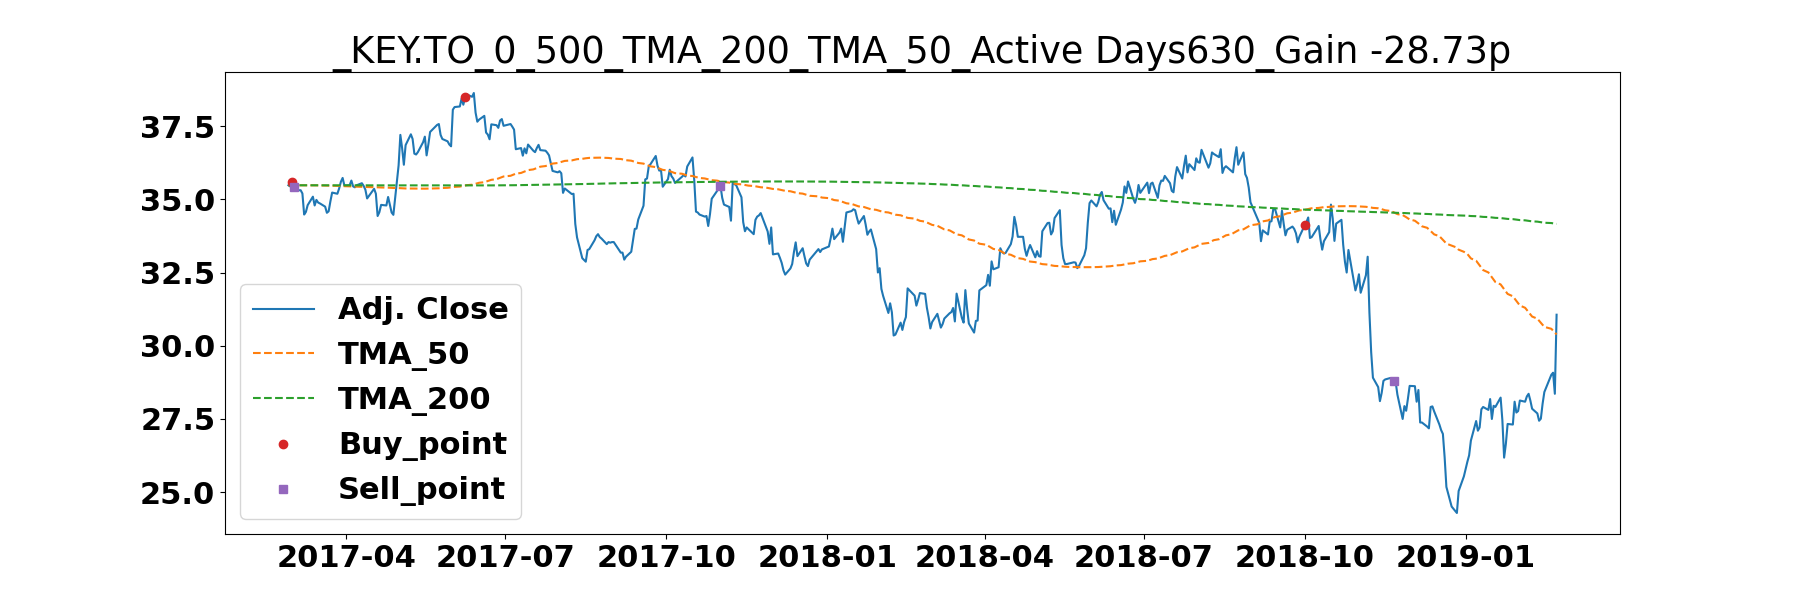 _KEY.TO_0_500_TMA_200_TMA_50_Active Days630_Gain -28.73p
37.5
35.0
32.5
30.0
27.5
25.0
Adj. Close
TMA_50
TMA_200
Buy_point
Sell_point
2017-04 2017-07 2017-10 2018-01 2018-04 2018-07 2018-10 2019-01